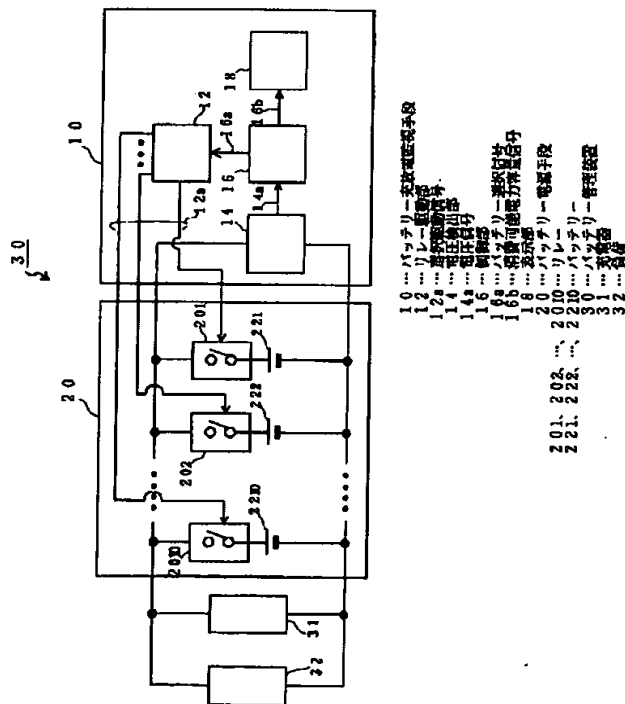 30
20
10
32
31
2010
2210
202
222
201
221
12a
12
14
14a
16
16a
16b
18
10…バッテリー充放電監視手段
12…リレー駆動部
12a…選択駆動信号
14…電圧検出部
14a…電圧信号
16…制御部
16a…バッテリー選択信号
16b…消費可能電力容量信号
18…表示部
20…バッテリー電源手段
201、202、…、2010…リレー
221、222、…、2210…バッテリー
30…バッテリー管理装置
31…充電器
32…負荷